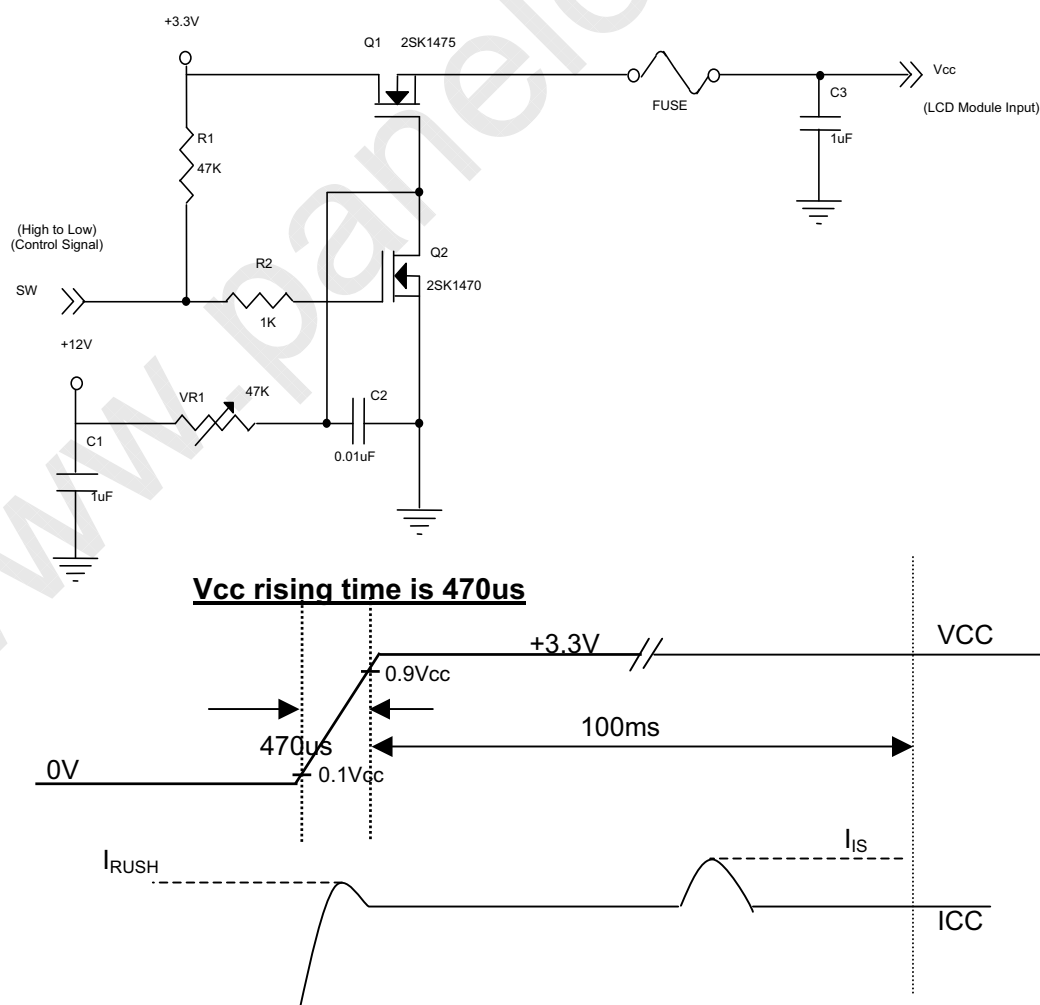 +3.3V
Q1 2SK1475
Vcc
FUSE
C3
(LCD Module Input)
R1
1uF
47K
(High to Low)
(Control Signal)
Q2
R2
SW
2SK1470
1K
+12V
VR1
47K
C2
C1
0.01uF
1uF
Vcc rising time is 470us
VCC
+3.3V
0.9Vcc
100ms
470us
0V
0.1Vcc
IRUSH
IIS
ICC
www.panelo